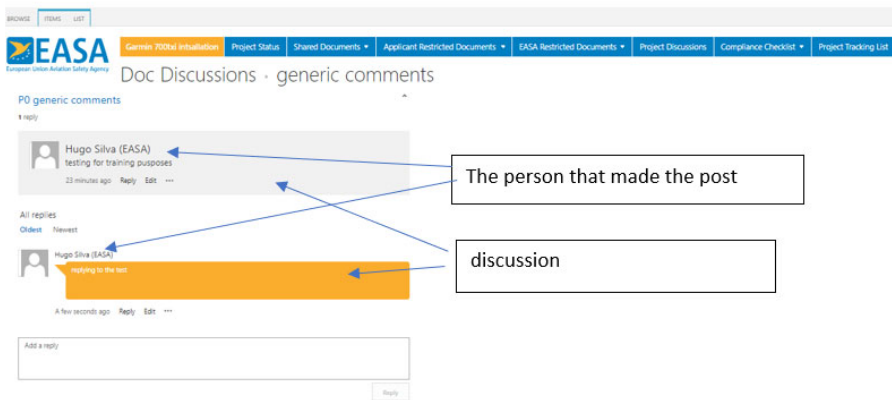 BROWSE ITEMS LIST
EASA
European Union Aviation Safety Agency
Garmin 700txi intsallation Project Status Shared Documents Applicant Restricted Documents EASA Restricted Documents Project Discussions Compliance Checklist Project Tracking List
Doc Discussions · generic comments
P0 generic comments
1 reply
Hugo Silva (EASA)
testing for training pusposes
23 minutes ago Reply Edit ···
The person that made the post
All replies
Oldest Newest
Hugo Silva (EASA)
replying to the test
discussion
A few seconds ago Reply Edit ···
Add a reply
Reply